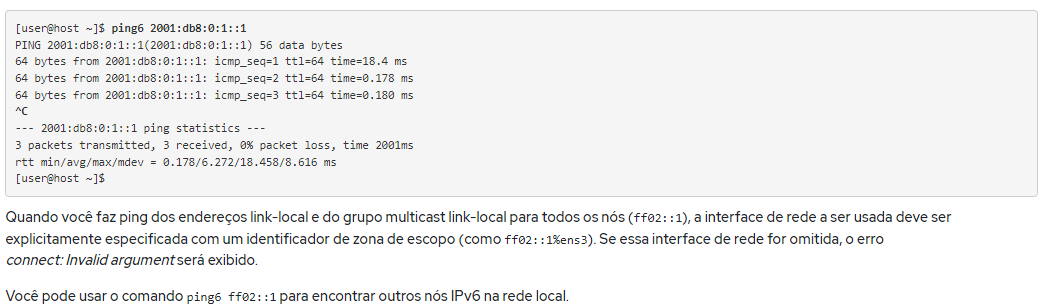 [user@host ~]$ ping6 2001:db8:0:1::1
PING 2001:db8:0:1::1(2001:db8:0:1::1) 56 data bytes
64 bytes from 2001:db8:0:1::1: icmp_seq=1 ttl=64 time=18.4 ms
64 bytes from 2001:db8:0:1::1: icmp_seq=2 ttl=64 time=0.178 ms
64 bytes from 2001:db8:0:1::1: icmp_seq=3 ttl=64 time=0.180 ms
^C
--- 2001:db8:0:1::1 ping statistics ---
3 packets transmitted, 3 received, 0% packet loss, time 2001ms
rtt min/avg/max/mdev = 0.178/6.272/18.458/8.616 ms
[user@host ~]$
Quando você faz ping dos endereços link-local e do grupo multicast link-local para todos os nós (ff02::1), a interface de rede a ser usada deve ser
explicitamente especificada com um identificador de zona de escopo (como ff02::1%ens3). Se essa interface de rede for omitida, o erro
connect: Invalid argument será exibido.
Você pode usar o comando ping6 ff02::1 para encontrar outros nós IPv6 na rede local.